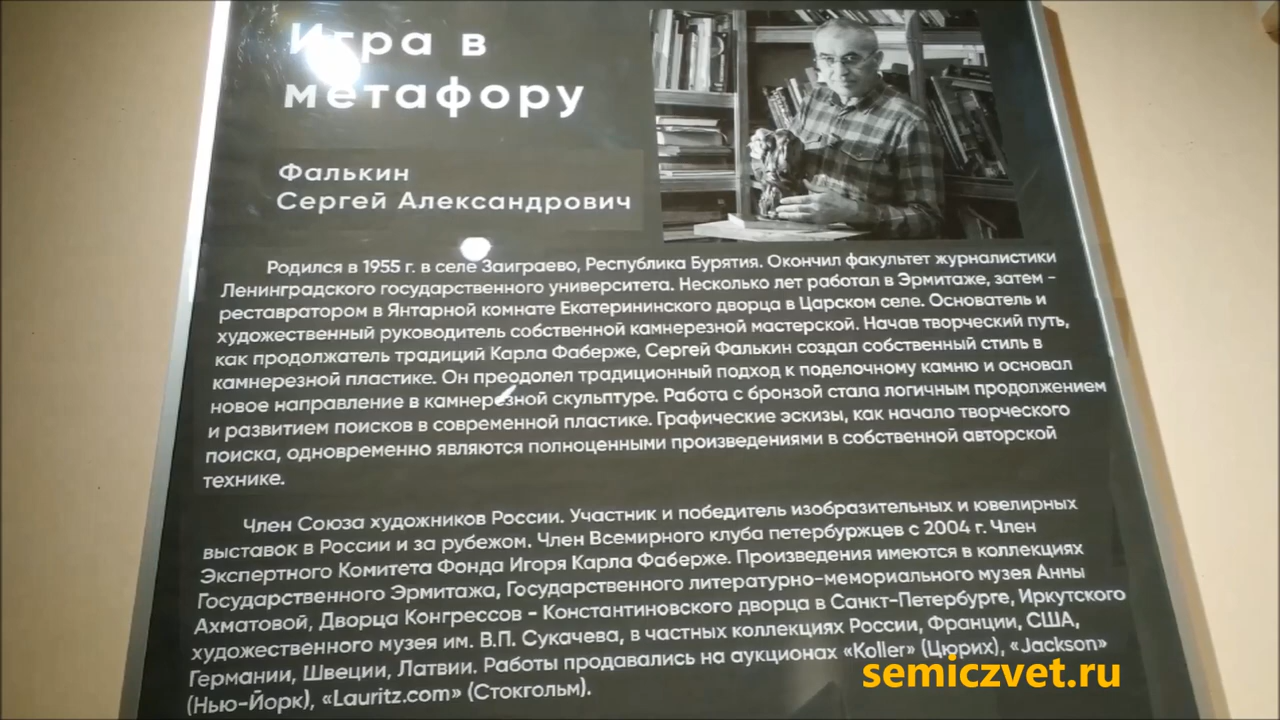 Игра в
метафору
Фалькин
Сергей Александрович
Родился в 1955 г. в селе Заиграево, Республика Бурятия. Окончил факультет журналистики
Ленинградского государственного университета. Несколько лет работал в Эрмитаже, затем –
реставратором в Янтарной комнате Екатерининского дворца в Царском селе. Основатель и
художественный руководитель собственной камнерезной мастерской. Начав творческий путь,
как продолжатель традиций Карла Фаберже, Сергей Фалькин создал собственный стиль в
камнерезной пластике. Он преодолел традиционный подход к поделочному камню и основал
новое направление в камнерезной скульптуре. Работа с бронзой стала логичным продолжением
и развитием поисков в современной пластике. Графические эскизы, как начало творческого
поиска, одновременно являются полноценными произведениями в собственной авторской
технике.
Член Союза художников России. Участник и победитель изобразительных и ювелирных
выставок в России и за рубежом. Член Всемирного клуба петербуржцев с 2004 г. Член
Экспертного Комитета Фонда Игоря Карла Фаберже. Произведения имеются в коллекциях
Государственного Эрмитажа, Государственного литературно-мемориального музея Анны
Ахматовой, Дворца Конгрессов – Константиновского дворца в Санкт-Петербурге, Иркутского
художественного музея им. В.П. Сукачева, в частных коллекциях России, Франции, США,
Германии, Швеции, Латвии. Работы продавались на аукционах «Koller» (Цюрих), «Jackson»
(Нью-Йорк), «Lauritz.com» (Стокгольм).
semiczvet.ru